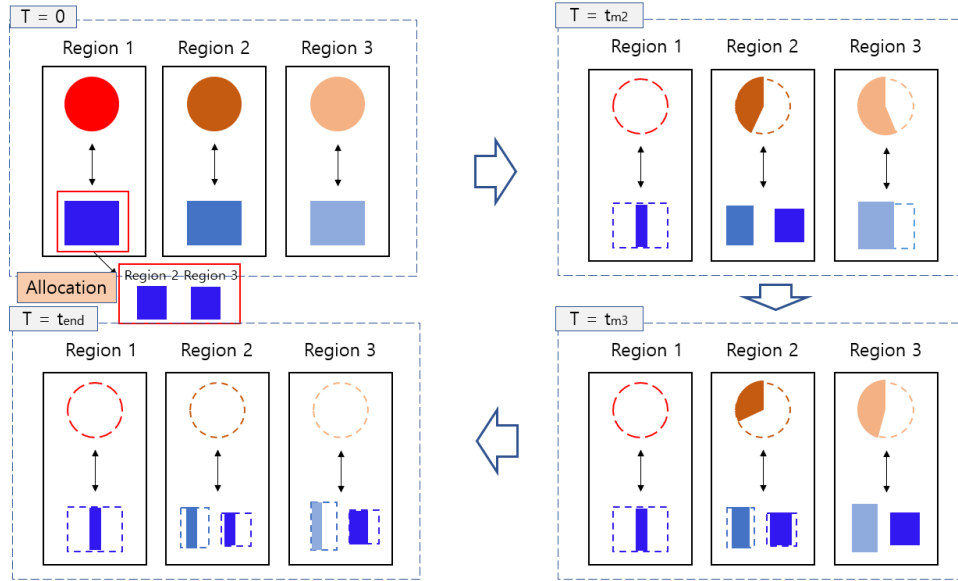 T = 0
Region 1 Region 2 Region 3
Allocation
Region 2 Region 3
T = tm2
Region 1 Region 2 Region 3
T = tm3
Region 1 Region 2 Region 3
T = tend
Region 1 Region 2 Region 3